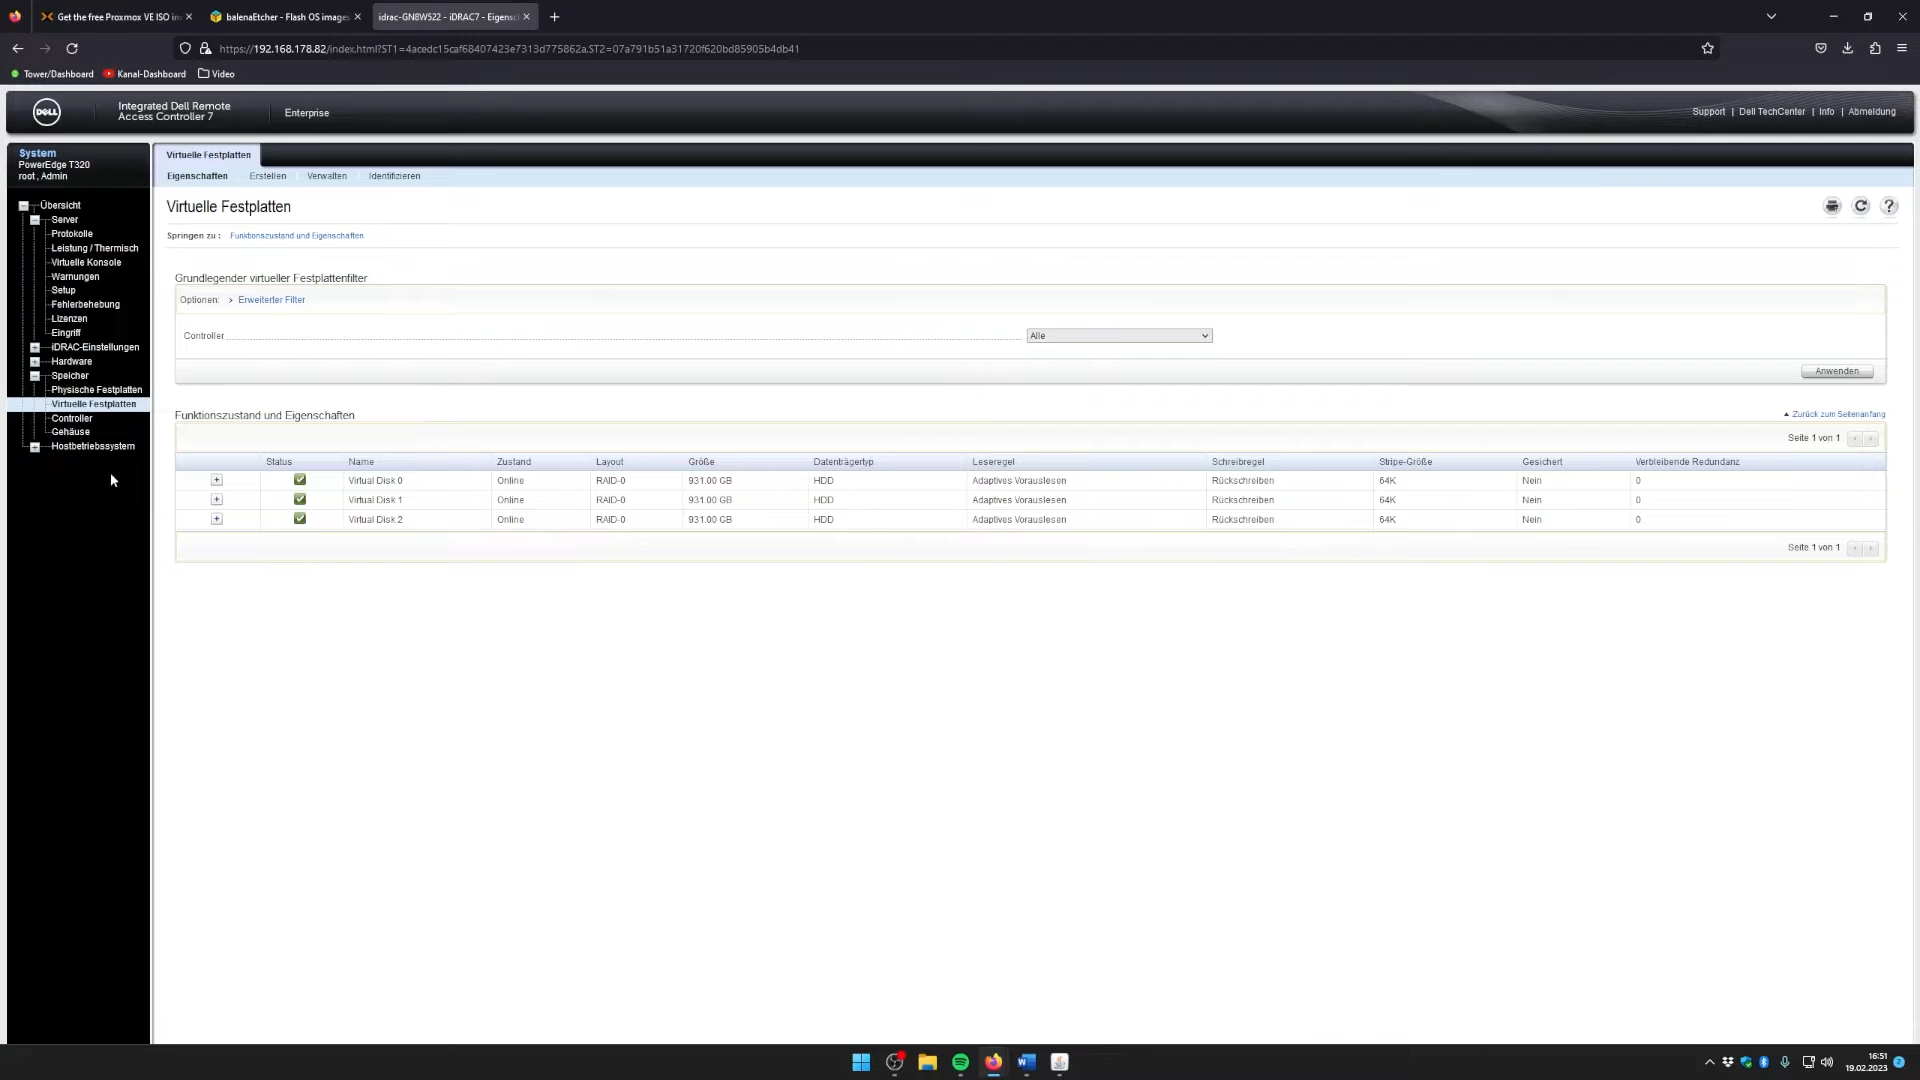 Get the free Proxmox VE ISO in
balenaEtcher - Flash OS images
idrac-GN8W522 - iDRAC7 - Eigensc
https://192.168.178.82/index.html?ST1=4acedc15caf68407423e7313d775862a,ST2=07a791b51a31720f620bd85905b4db41
Tower/Dashboard
Kanal-Dashboard
Video
DELL
Integrated Dell Remote
Access Controller 7
Enterprise
Support | Dell TechCenter | Info | Abmeldung
System
PowerEdge T320
root , Admin
Übersicht
Server
Protokolle
Leistung / Thermisch
Virtuelle Konsole
Warnungen
Setup
Fehlerbehebung
Lizenzen
Eingriff
iDRAC-Einstellungen
Hardware
Speicher
Physische Festplatten
Virtuelle Festplatten
Controller
Gehäuse
Hostbetriebssystem
Virtuelle Festplatten
Eigenschaften Erstellen Verwalten Identifizieren
Virtuelle Festplatten
Springen zu : Funktionszustand und Eigenschaften
Grundlegender virtueller Festplattenfilter
Optionen: > Erweiterter Filter
Controller Alle
Anwenden
Funktionszustand und Eigenschaften
Zurück zum Seitenanfang
Seite 1 von 1
Status Name Zustand Layout Größe Datenträgertyp Leseregel Schreibregel Stripe-Größe Gesichert Verbleibende Redundanz
Virtual Disk 0 Online RAID-0 931.00 GB HDD Adaptives Vorauslesen Rückschreiben 64K Nein 0
Virtual Disk 1 Online RAID-0 931.00 GB HDD Adaptives Vorauslesen Rückschreiben 64K Nein 0
Virtual Disk 2 Online RAID-0 931.00 GB HDD Adaptives Vorauslesen Rückschreiben 64K Nein 0
Seite 1 von 1
16:51
19.02.2023
2